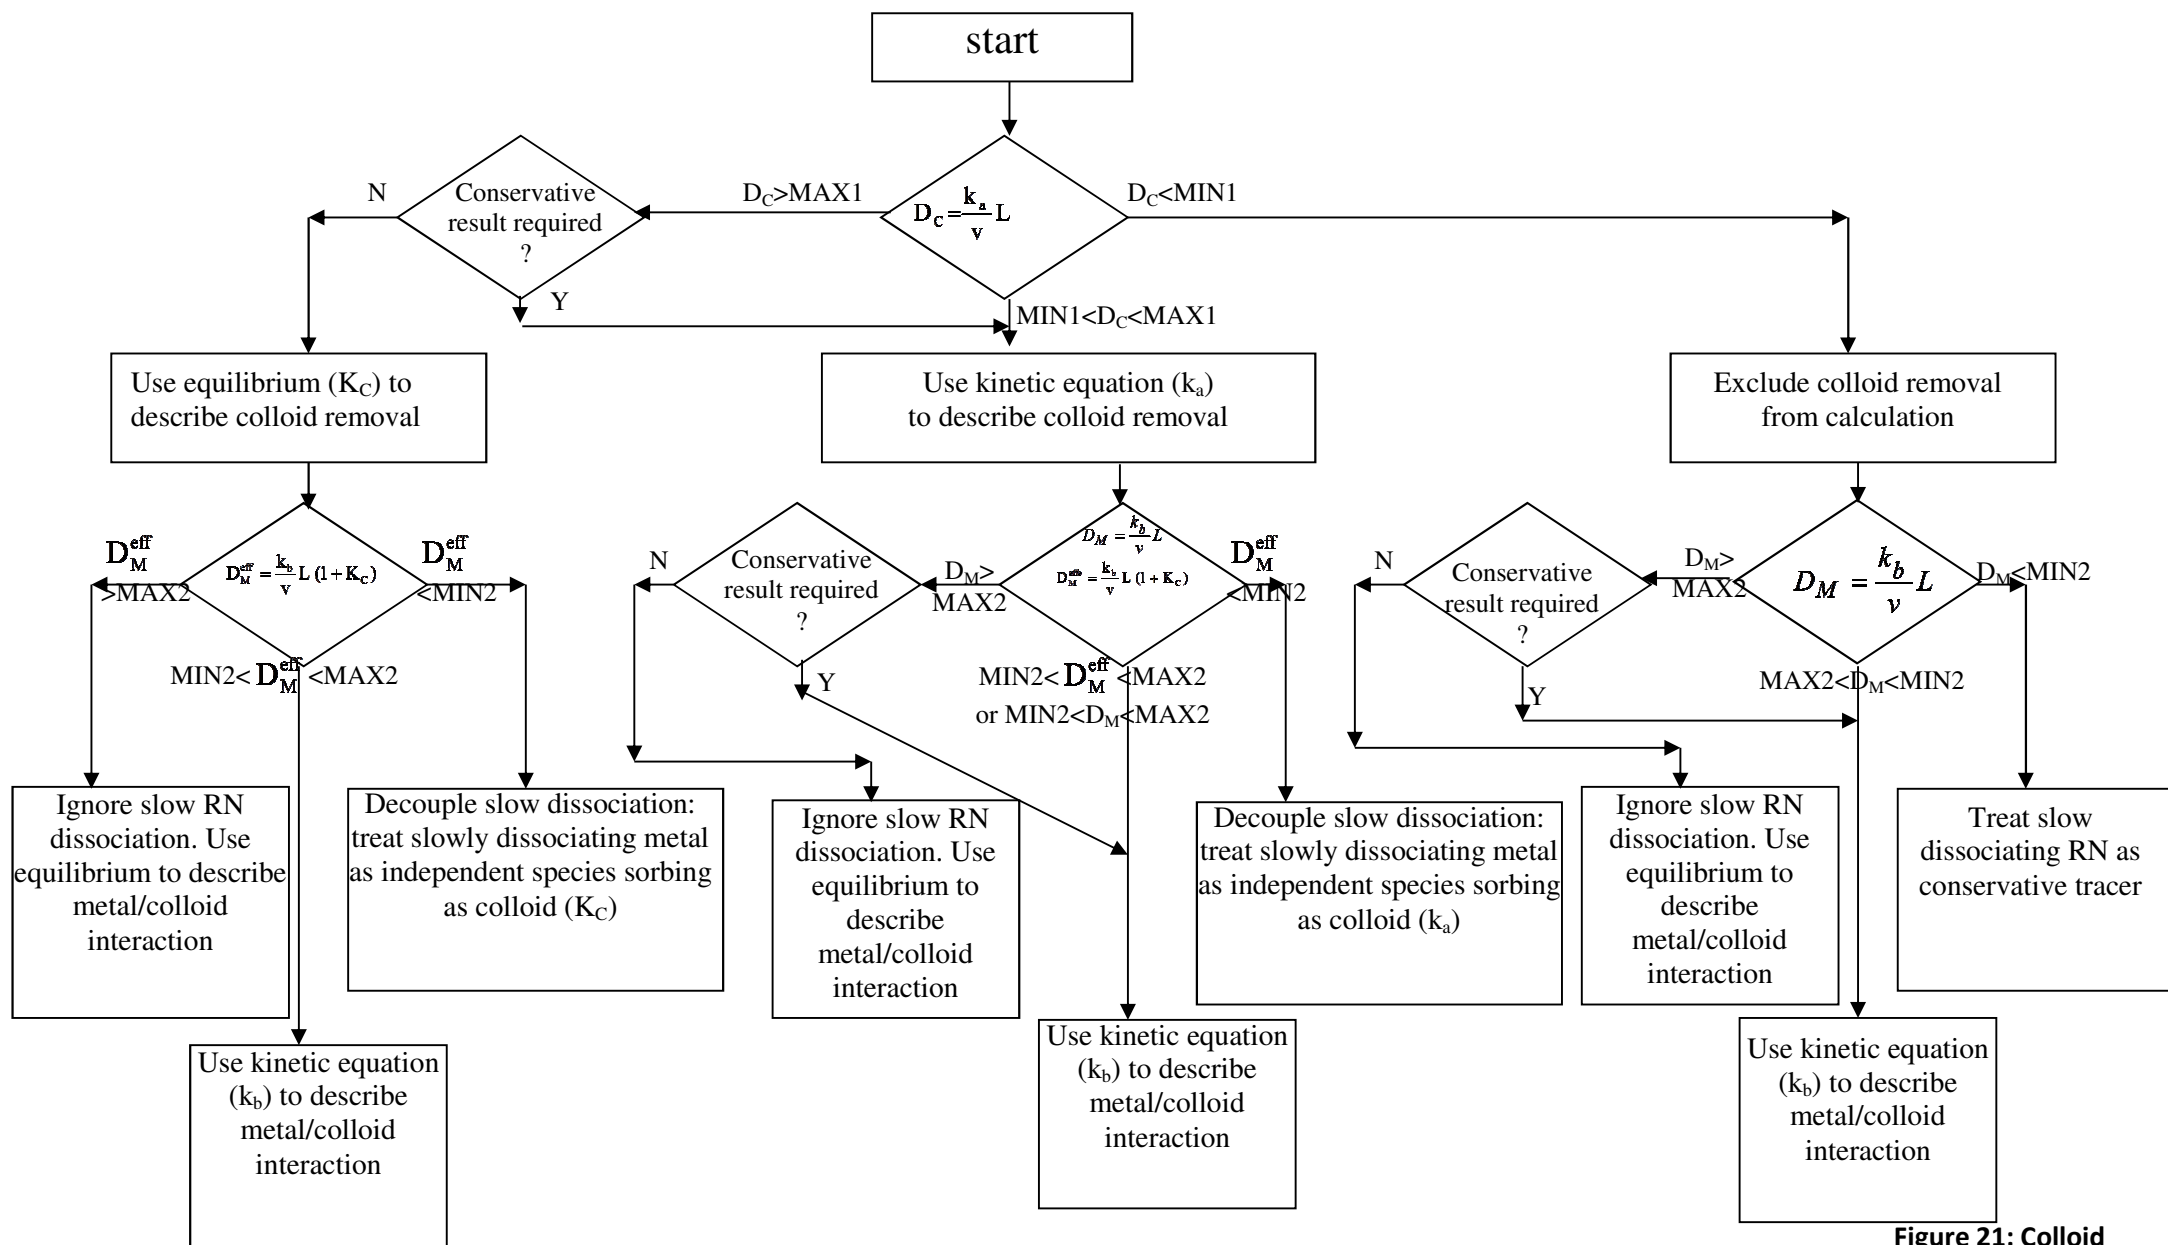 start
N
Conservative
result required
?
D_C>MAX1
D_C = k_a/v L
D_C<MIN1
Y
MIN1<D_C<MAX1
Use equilibrium (K_C) to
describe colloid removal
Use kinetic equation (k_a)
to describe colloid removal
Exclude colloid removal
from calculation
D_M^eff
>MAX2
D_M^eff = k_b/v L (1 + K_C)
D_M^eff
<MIN2
MIN2< D_M^eff <MAX2
N
Conservative
result required
?
Y
D_M>
MAX2
D_M = k_b/v L
D_M^eff = k_b/v L (1 + K_C)
D_M^eff
<MIN2
MIN2< D_M^eff <MAX2
or MIN2<D_M<MAX2
N
Conservative
result required
?
Y
D_M>
MAX2
D_M = k_b/v L
D_M<MIN2
MAX2<D_M<MIN2
Ignore slow RN
dissociation. Use
equilibrium to describe
metal/colloid
interaction
Decouple slow dissociation:
treat slowly dissociating metal
as independent species sorbing
as colloid (K_C)
Ignore slow RN
dissociation. Use
equilibrium to
describe
metal/colloid
interaction
Decouple slow dissociation:
treat slowly dissociating metal
as independent species sorbing
as colloid (k_a)
Ignore slow RN
dissociation. Use
equilibrium to
describe
metal/colloid
interaction
Treat slow
dissociating RN as
conservative tracer
Use kinetic equation
(k_b) to describe
metal/colloid
interaction
Use kinetic equation
(k_b) to describe
metal/colloid
interaction
Use kinetic equation
(k_b) to describe
metal/colloid
interaction
Figure 21: Colloid